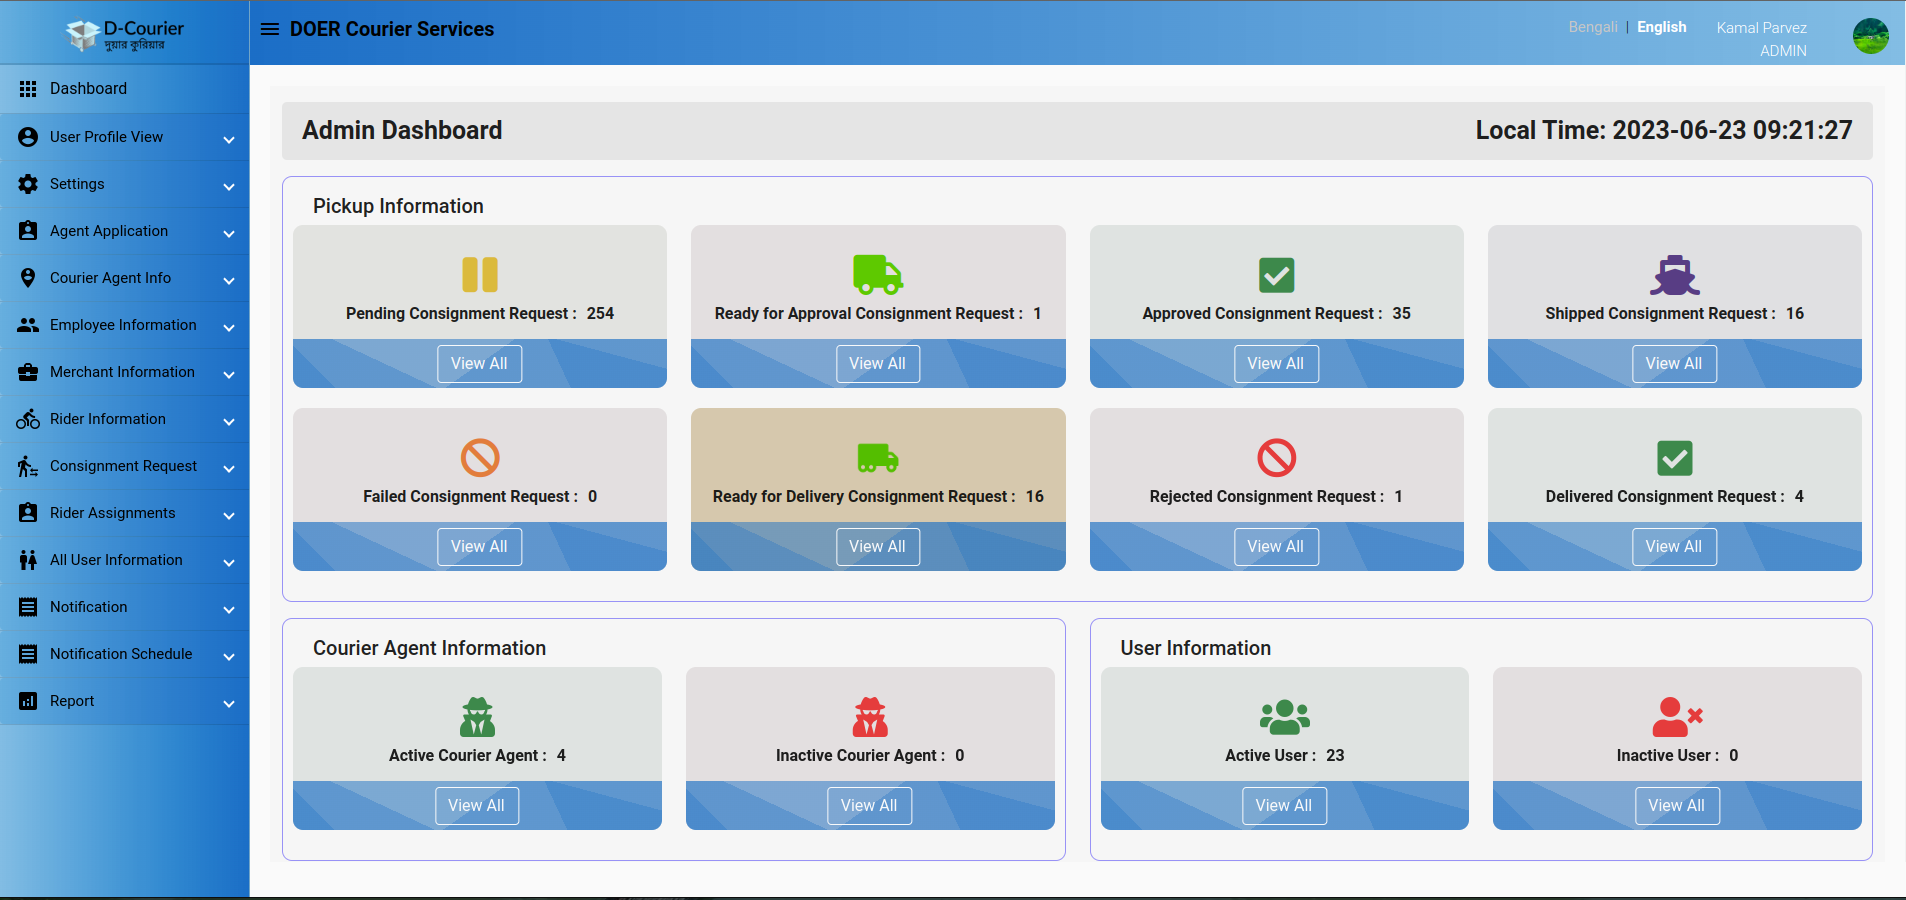 D-Courier
দুয়ার কুরিয়ার
DOER Courier Services
Bengali | English
Kamal Parvez
ADMIN
Dashboard
User Profile View
Settings
Agent Application
Courier Agent Info
Employee Information
Merchant Information
Rider Information
Consignment Request
Rider Assignments
All User Information
Notification
Notification Schedule
Report
Admin Dashboard
Local Time: 2023-06-23 09:21:27
Pickup Information
Pending Consignment Request : 254
View All
Ready for Approval Consignment Request : 1
View All
Approved Consignment Request : 35
View All
Shipped Consignment Request : 16
View All
Failed Consignment Request : 0
View All
Ready for Delivery Consignment Request : 16
View All
Rejected Consignment Request : 1
View All
Delivered Consignment Request : 4
View All
Courier Agent Information
Active Courier Agent : 4
View All
Inactive Courier Agent : 0
View All
User Information
Active User : 23
View All
Inactive User : 0
View All